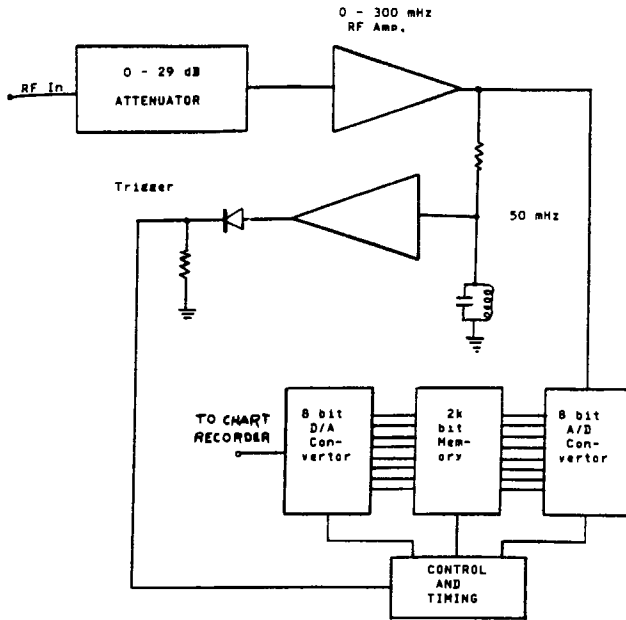 0 - 300 mHz
RF Amp.
RF In
0 - 29 dB
ATTENUATOR
Trigger
50 mHz
TO CHART
RECORDER
8 bit
D/A
Con-
vertor
2k
bit
Mem-
ory
8 bit
A/D
Con-
vertor
CONTROL
AND
TIMING